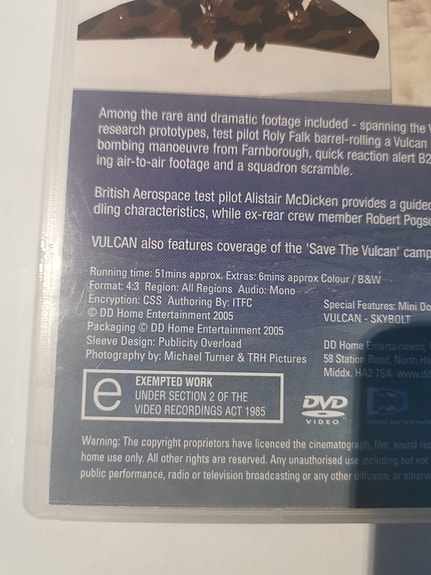 Among the rare and dramatic footage included - spanning the
research prototypes, test pilot Roly Falk barrel-rolling a Vulcan
bombing manoeuvre from Farnborough, quick reaction alert B2
ing air-to-air footage and a squadron scramble.
British Aerospace test pilot Alistair McDicken provides a guided
dling characteristics, while ex-rear crew member Robert Pogso
VULCAN also features coverage of the 'Save The Vulcan' camp
Running time: 51mins approx. Extras: 6mins approx Colour / B&W
Format: 4:3 Region: All Regions Audio: Mono
Encryption: CSS Authoring By: ITFC
© DD Home Entertainment 2005
Packaging © DD Home Entertainment 2005
Sleeve Design: Publicity Overload
Photography by: Michael Turner & TRH Pictures
Special Features: Mini Do
VULCAN - SKYBOLT
DD Home Entertainment,
58 Station Road, North Ha
Middx. HA2 7SA www.dd
e
EXEMPTED WORK
UNDER SECTION 2 OF THE
VIDEO RECORDINGS ACT 1985
DVD
VIDEO
HOME ENTERTAIN
Warning: The copyright proprietors have licenced the cinematograph, film, sound rec
home use only. All other rights are reserved. Any unauthorised use including but not
public performance, radio or television broadcasting or any other diffusion, or otherw